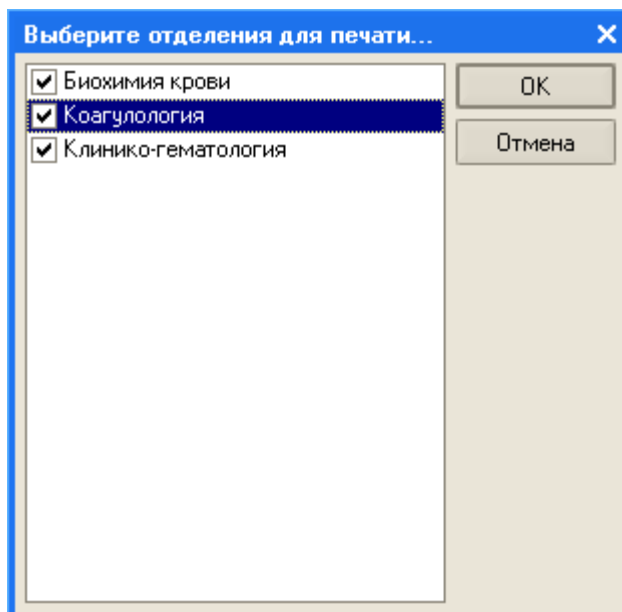 Выберите отделения для печати...
Биохимия крови
Коагулология
Клинико-гематология
OK
Отмена